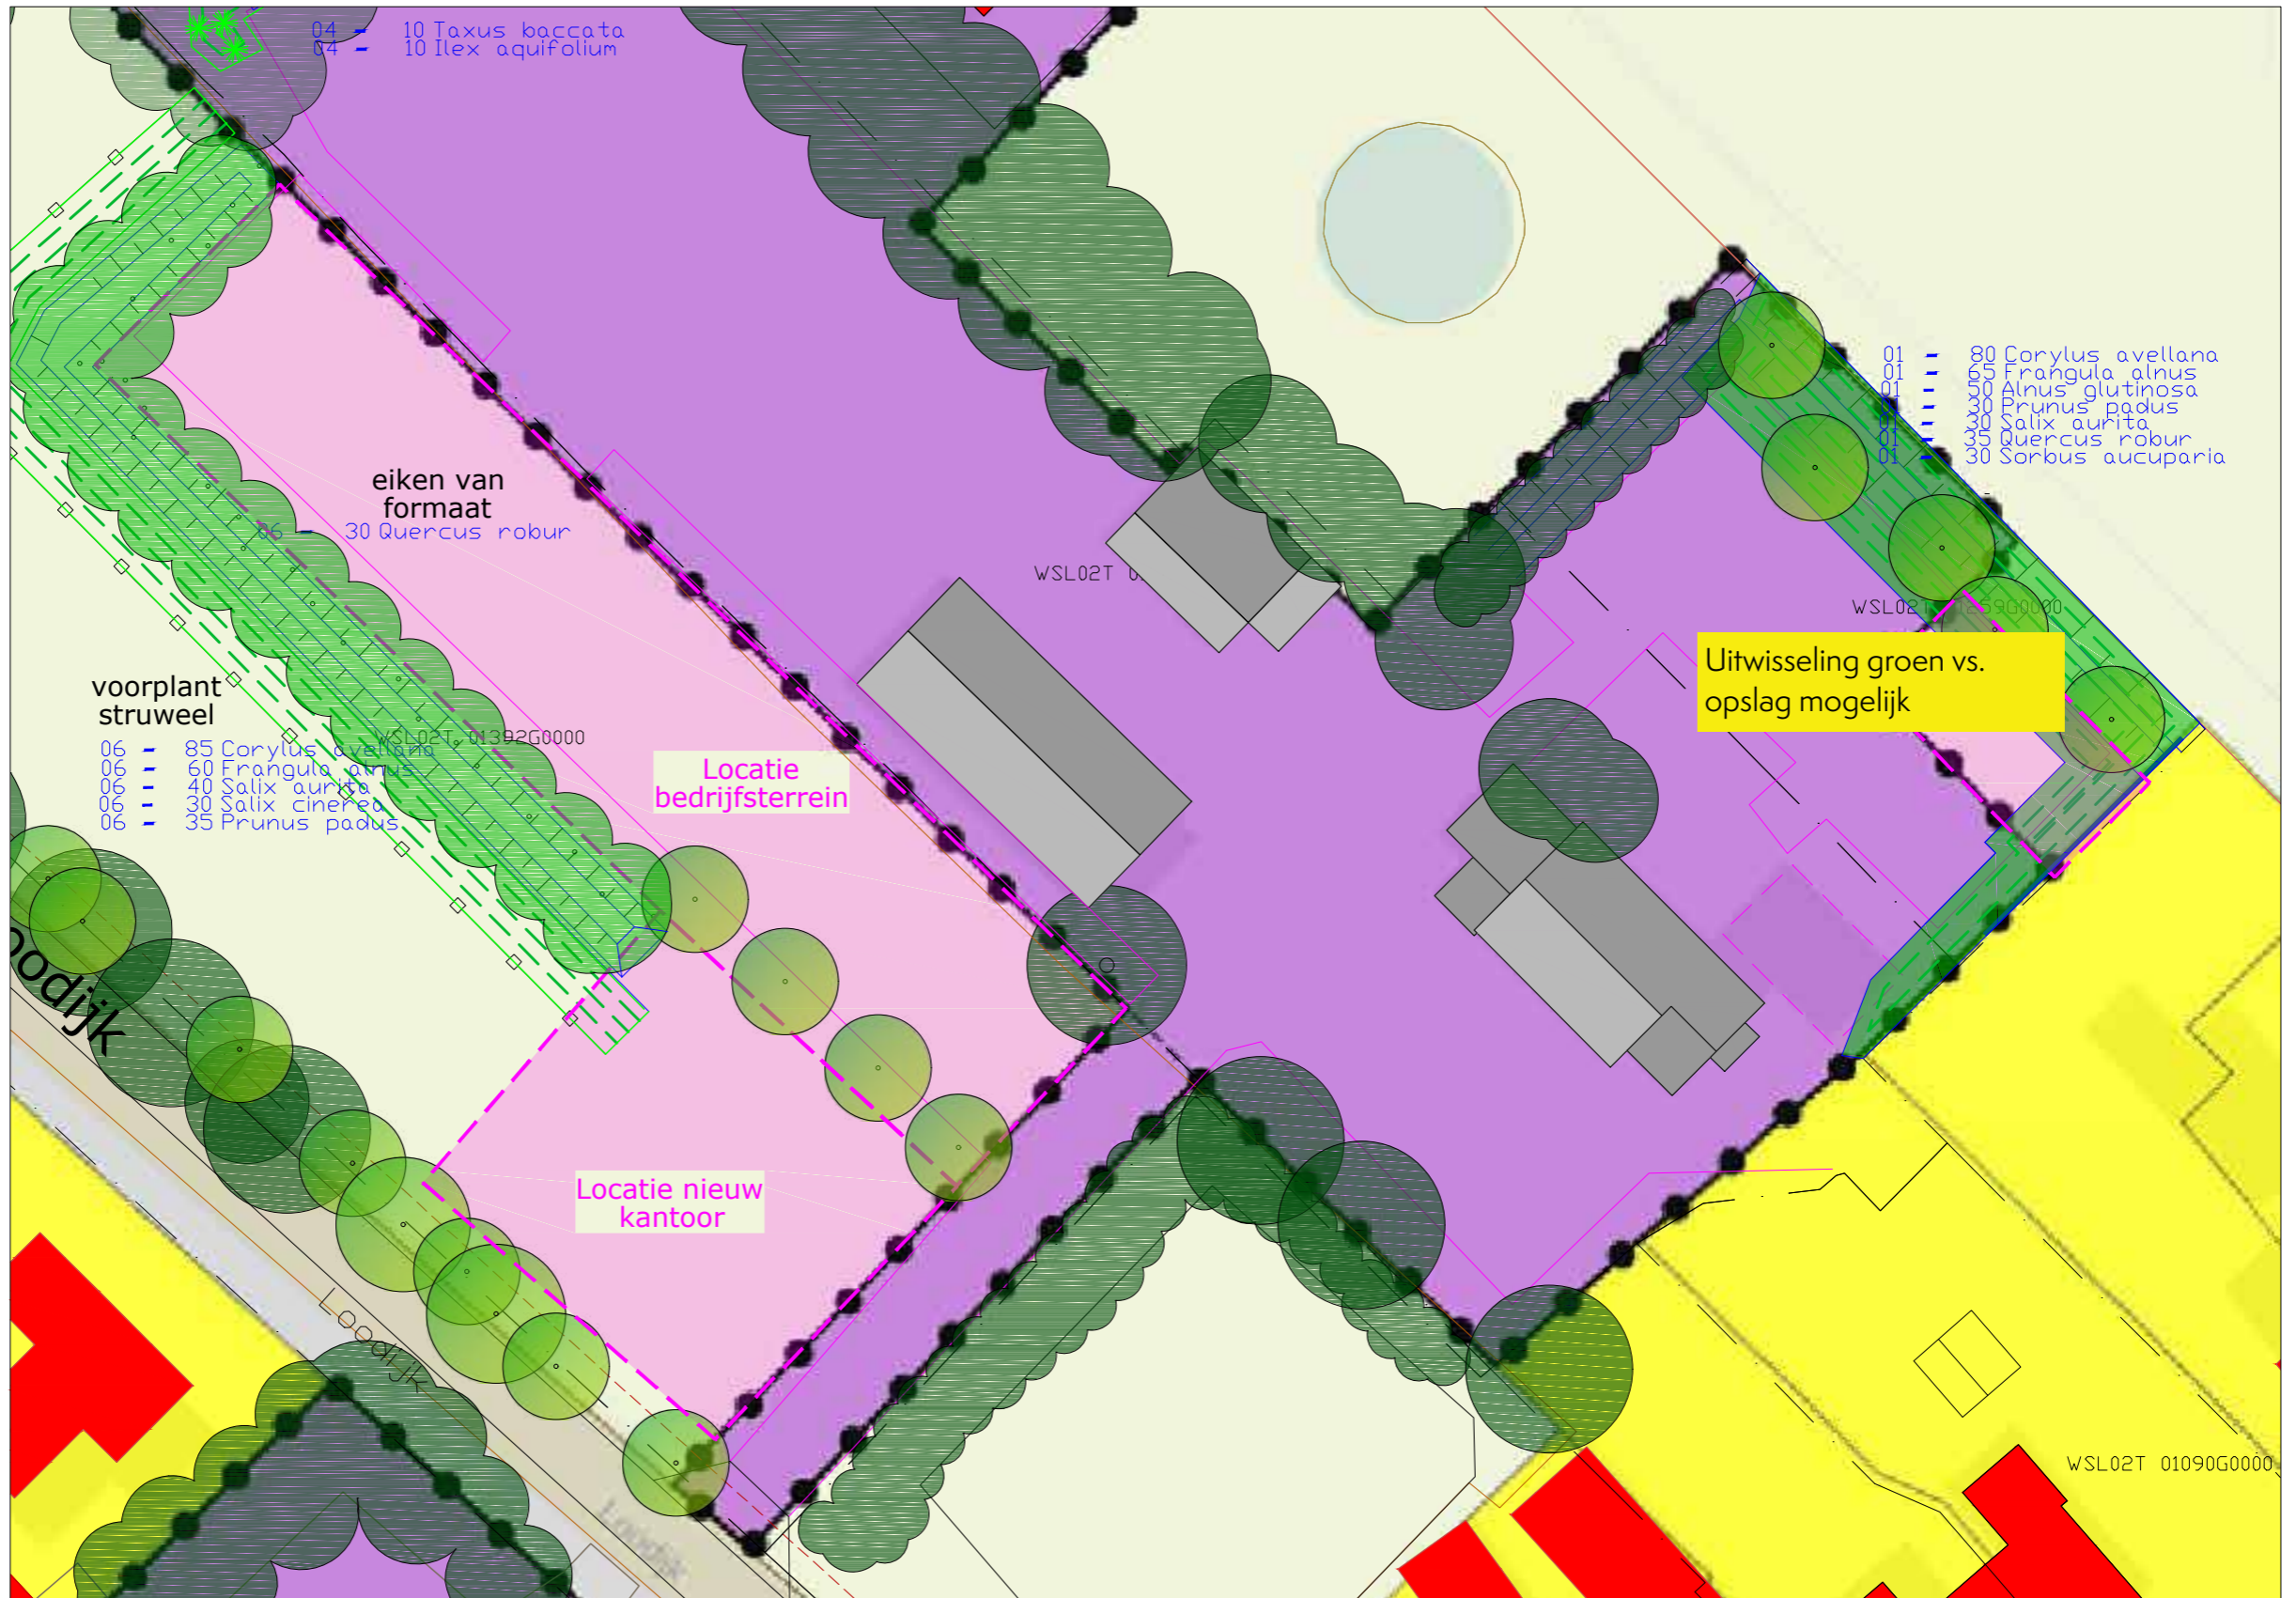 04 - 10 Taxus baccata
04 - 10 Ilex aquifolium
01 - 80 Corylus avellana
01 - 65 Frangula alnus
01 - 50 Alnus glutinosa
01 - 30 Prunus padus
01 - 30 Salix aurita
01 - 35 Quercus robur
01 - 30 Sorbus aucuparia
eiken van
formaat
06 - 30 Quercus robur
WSL02T
WSL02T 01259G0000
Uitwisseling groen vs.
opslag mogelijk
voorplant
struweel
WSL02T 01392G0000
06 - 85 Corylus avellana
06 - 60 Frangula alnus
06 - 40 Salix aurita
06 - 30 Salix cinerea
06 - 35 Prunus padus
Locatie
bedrijfsterrein
oodijk
Locatie nieuw
kantoor
Loodijk
Loodijk
WSL02T 01090G0000